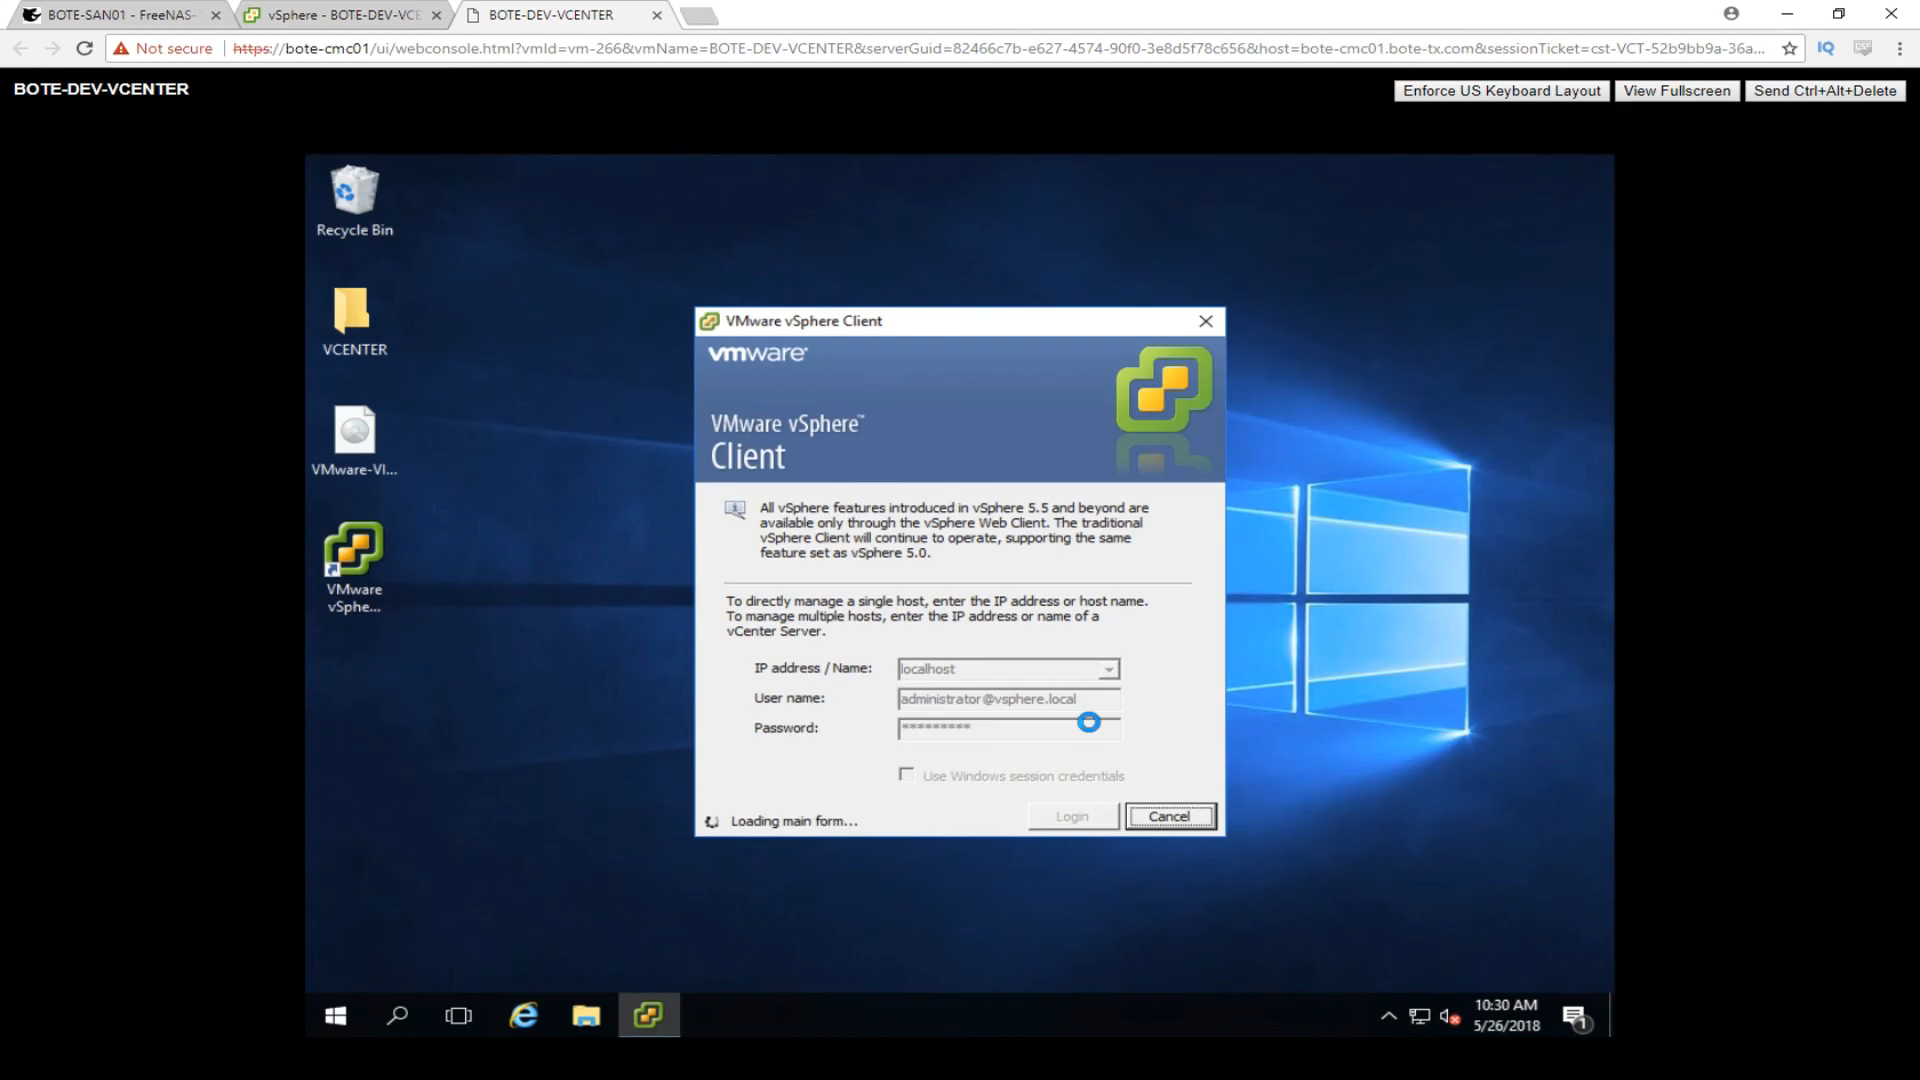 BOTE-SAN01 - FreeNAS-
vSphere - BOTE-DEV-VCE
BOTE-DEV-VCENTER
Not secure
https://bote-cmc01/ui/webconsole.html?vmId=vm-266&vmName=BOTE-DEV-VCENTER&serverGuid=82466c7b-e627-4574-90f0-3e8d5f78c656&host=bote-cmc01.bote-tx.com&sessionTicket=cst-VCT-52b9bb9a-36a...
IQ
BOTE-DEV-VCENTER
Enforce US Keyboard Layout
View Fullscreen
Send Ctrl+Alt+Delete
Recycle Bin
VCENTER
VMware-VI...
VMware
vSphe...
VMware vSphere Client
vmware®
VMware vSphere™
Client
All vSphere features introduced in vSphere 5.5 and beyond are
available only through the vSphere Web Client. The traditional
vSphere Client will continue to operate, supporting the same
feature set as vSphere 5.0.
To directly manage a single host, enter the IP address or host name.
To manage multiple hosts, enter the IP address or name of a
vCenter Server.
IP address / Name:
localhost
User name:
administrator@vsphere.local
Password:
*********
Use Windows session credentials
Loading main form...
Login
Cancel
10:30 AM
5/26/2018
1